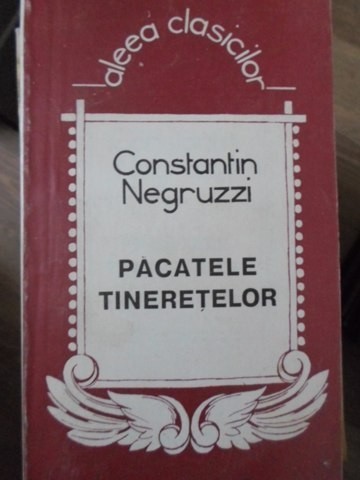 aleea clasicilor
Constantin
Negruzzi
PĂCATELE
TINEREȚELOR